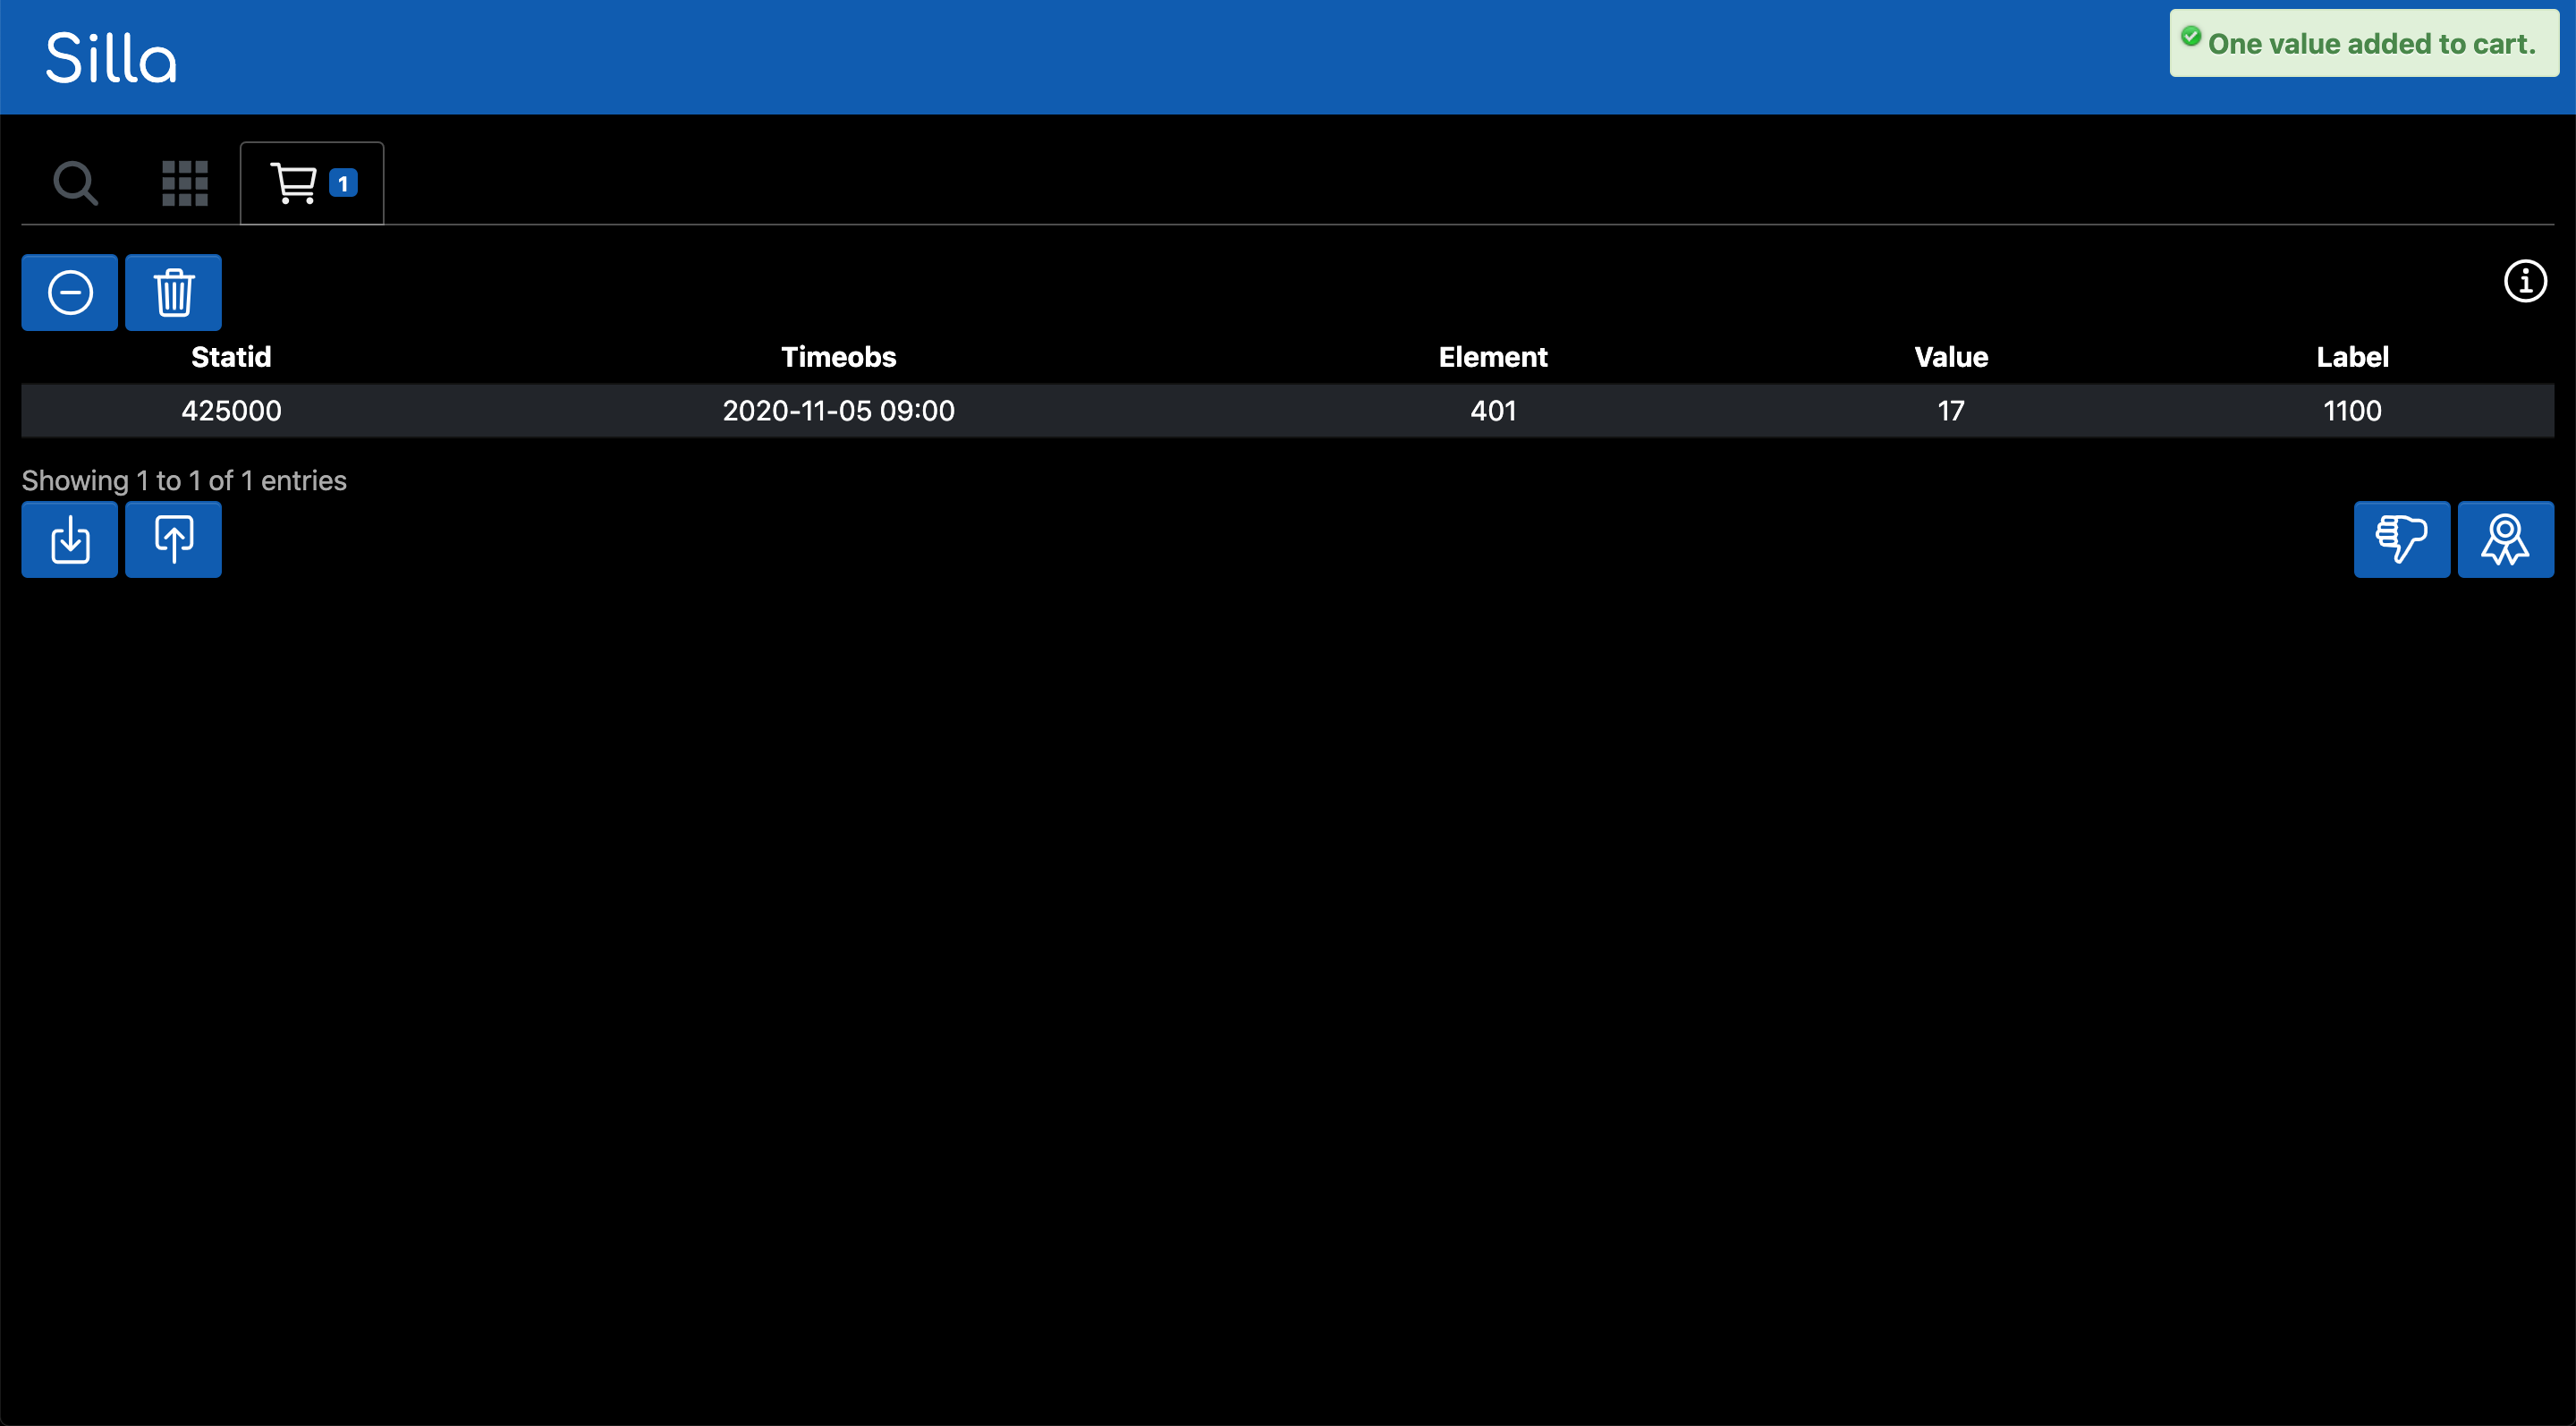 Silla
One value added to cart.
1
Statid Timeobs Element Value Label
425000 2020-11-05 09:00 401 17 1100
Showing 1 to 1 of 1 entries